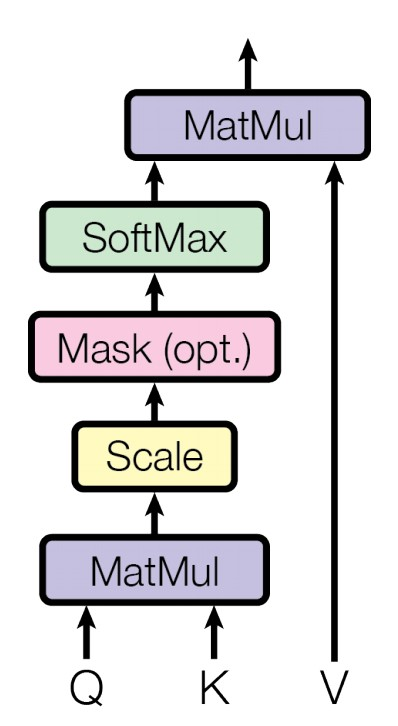 MatMul
SoftMax
Mask (opt.)
Scale
MatMul
Q K V